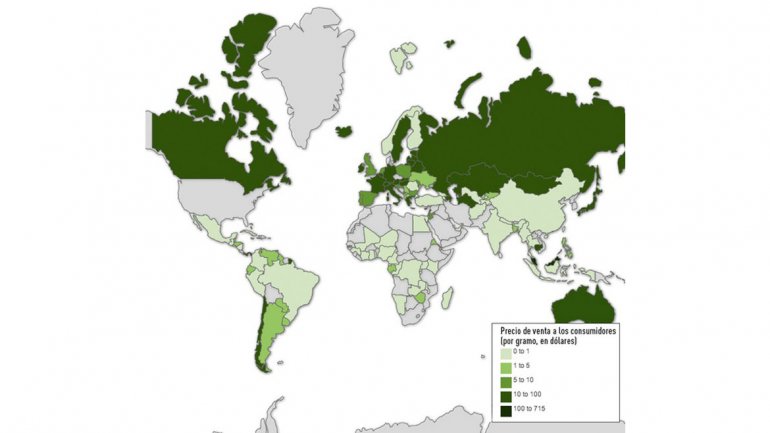 Precio de venta a los consumidores
(por gramo, en dólares)
0 to 1
1 to 5
5 to 10
10 to 100
100 to 715